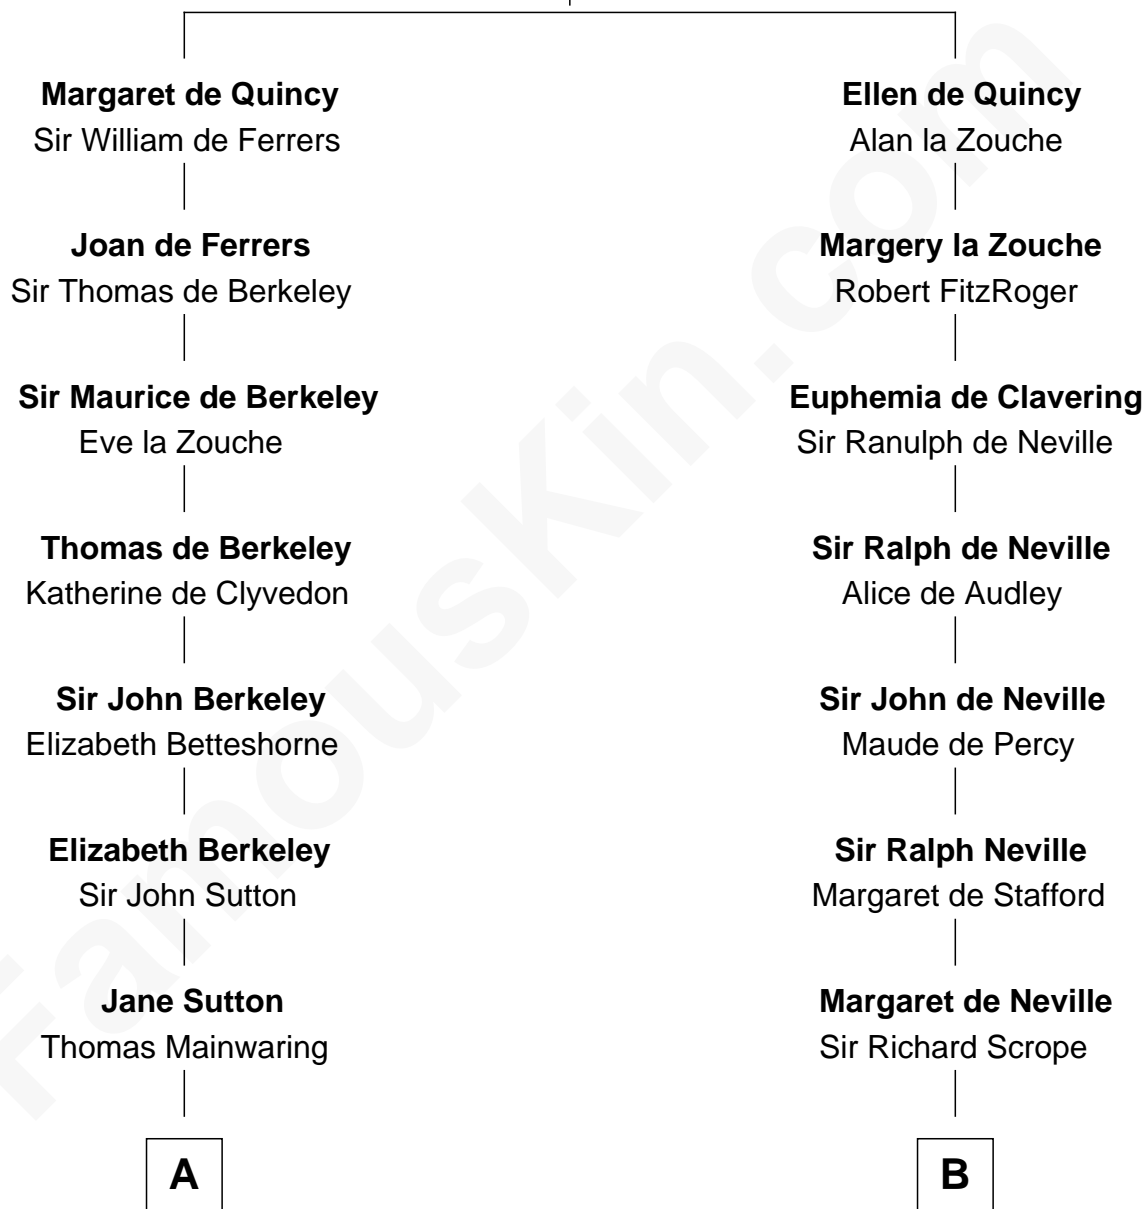 Margaret de Quincy
Sir William de Ferrers
Joan de Ferrers
Sir Thomas de Berkeley
Sir Maurice de Berkeley
Eve la Zouche
Thomas de Berkeley
Katherine de Clyvedon
Sir John Berkeley
Elizabeth Betteshorne
Elizabeth Berkeley
Sir John Sutton
Jane Sutton
Thomas Mainwaring
A
Ellen de Quincy
Alan la Zouche
Margery la Zouche
Robert FitzRoger
Euphemia de Clavering
Sir Ranulph de Neville
Sir Ralph de Neville
Alice de Audley
Sir John de Neville
Maude de Percy
Sir Ralph Neville
Margaret de Stafford
Margaret de Neville
Sir Richard Scrope
B
FamousKin.com